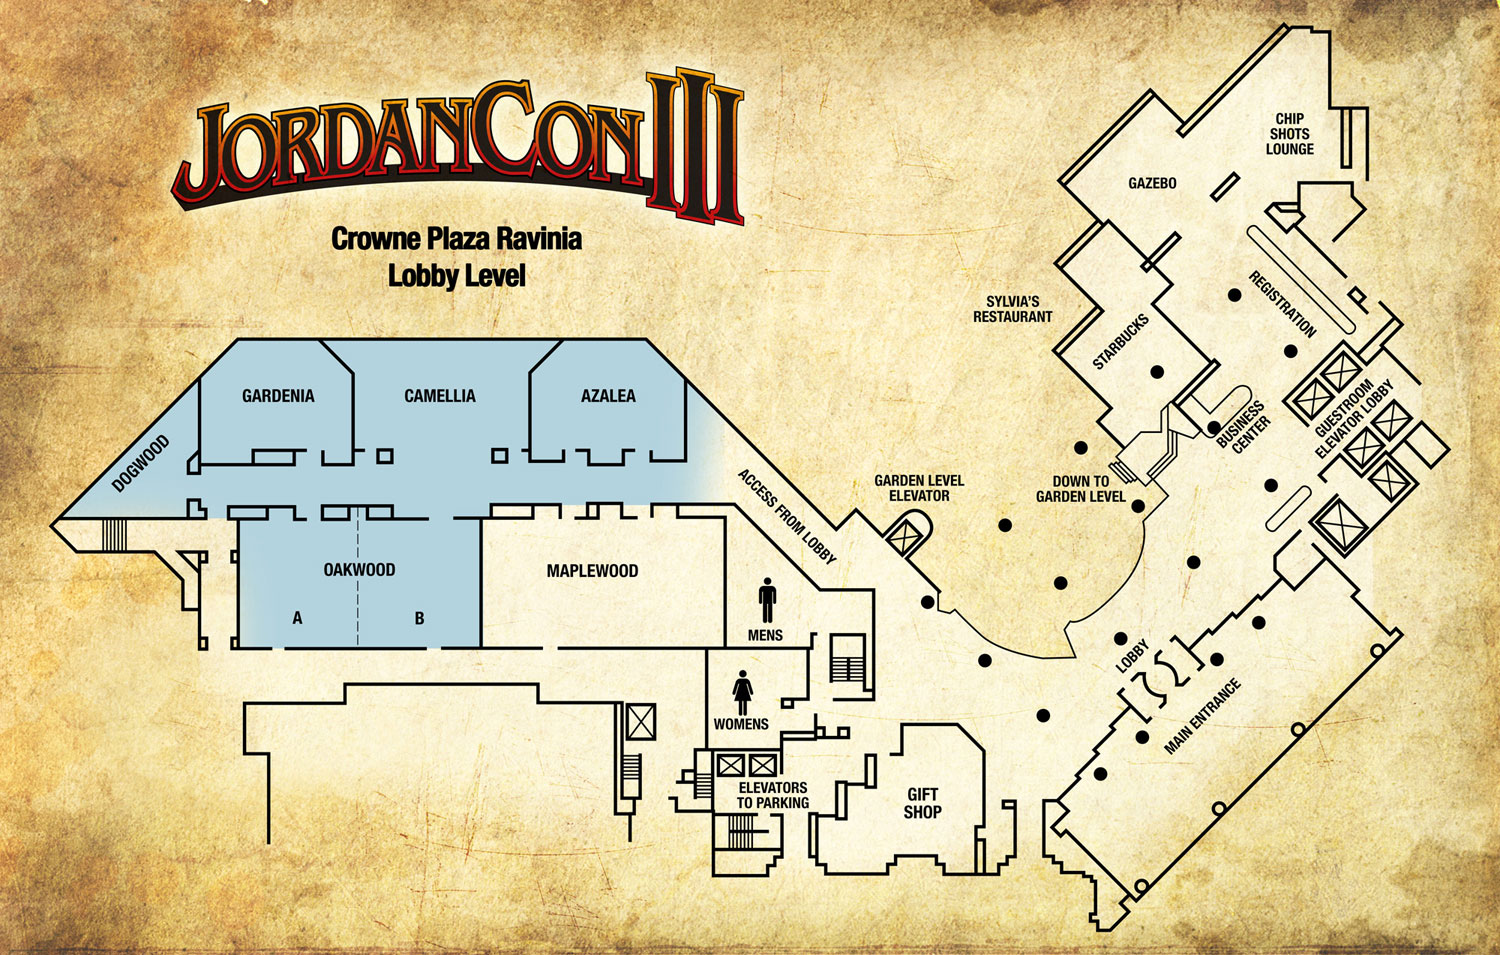 JORDANCON III
Crowne Plaza Ravinia
Lobby Level
CHIP
SHOTS
LOUNGE
GAZEBO
REGISTRATION
SYLVIA'S
RESTAURANT
STARBUCKS
GUESTROOM
ELEVATOR LOBBY
BUSINESS
CENTER
GARDENIA
CAMELLIA
AZALEA
DOGWOOD
ACCESS FROM LOBBY
GARDEN LEVEL
ELEVATOR
DOWN TO
GARDEN LEVEL
OAKWOOD
A
B
MAPLEWOOD
MENS
WOMENS
LOBBY
MAIN ENTRANCE
ELEVATORS
TO PARKING
GIFT
SHOP